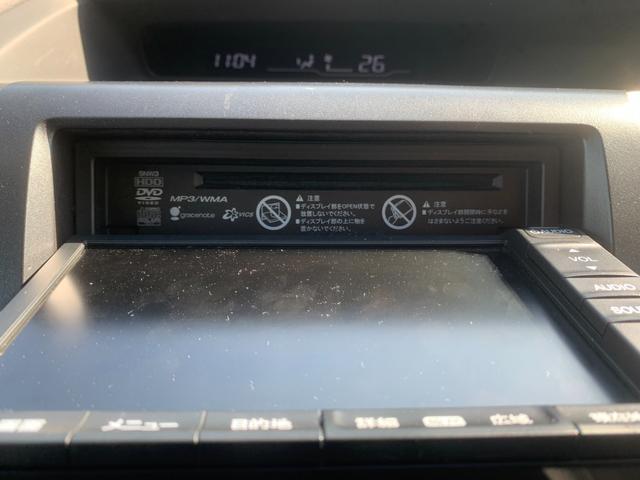 1104
26
HDD
DVD
VIDEO
MP3/WMA
gracenote
VICS
⚠ 注意
■ ディスプレイ部をOPEN状態で
放置しないでください。
■ ディスプレイ部の上に物を
置かないでください。
⚠ 注意
■ ディスプレイ部開閉時に手などを
はさまないようご注意ください。
AUDIO
▲
VOL
▼
AUDIO
SOU
メニュー
目的地
詳細
広域